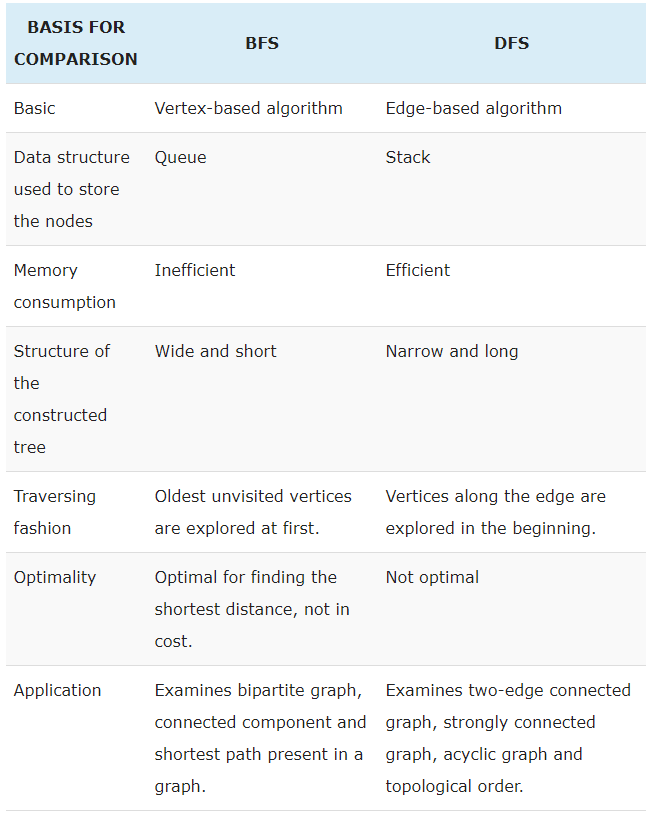 BASIS FOR
COMPARISON
BFS
DFS
Basic
Vertex-based algorithm
Edge-based algorithm
Data structure
used to store
the nodes
Queue
Stack
Memory
consumption
Inefficient
Efficient
Structure of
the
constructed
tree
Wide and short
Narrow and long
Traversing
fashion
Oldest unvisited vertices
are explored at first.
Vertices along the edge are
explored in the beginning.
Optimality
Optimal for finding the
shortest distance, not in
cost.
Not optimal
Application
Examines bipartite graph,
connected component and
shortest path present in a
graph.
Examines two-edge connected
graph, strongly connected
graph, acyclic graph and
topological order.